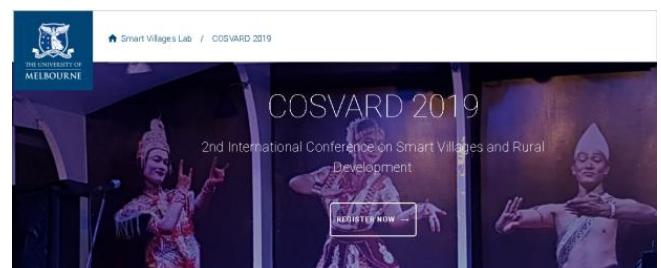 Smart Villages Lab / COSVARD 2019
THE UNIVERSITY OF
MELBOURNE
COSVARD 2019
2nd International Conference on Smart Villages and Rural
Development
REGISTER NOW →